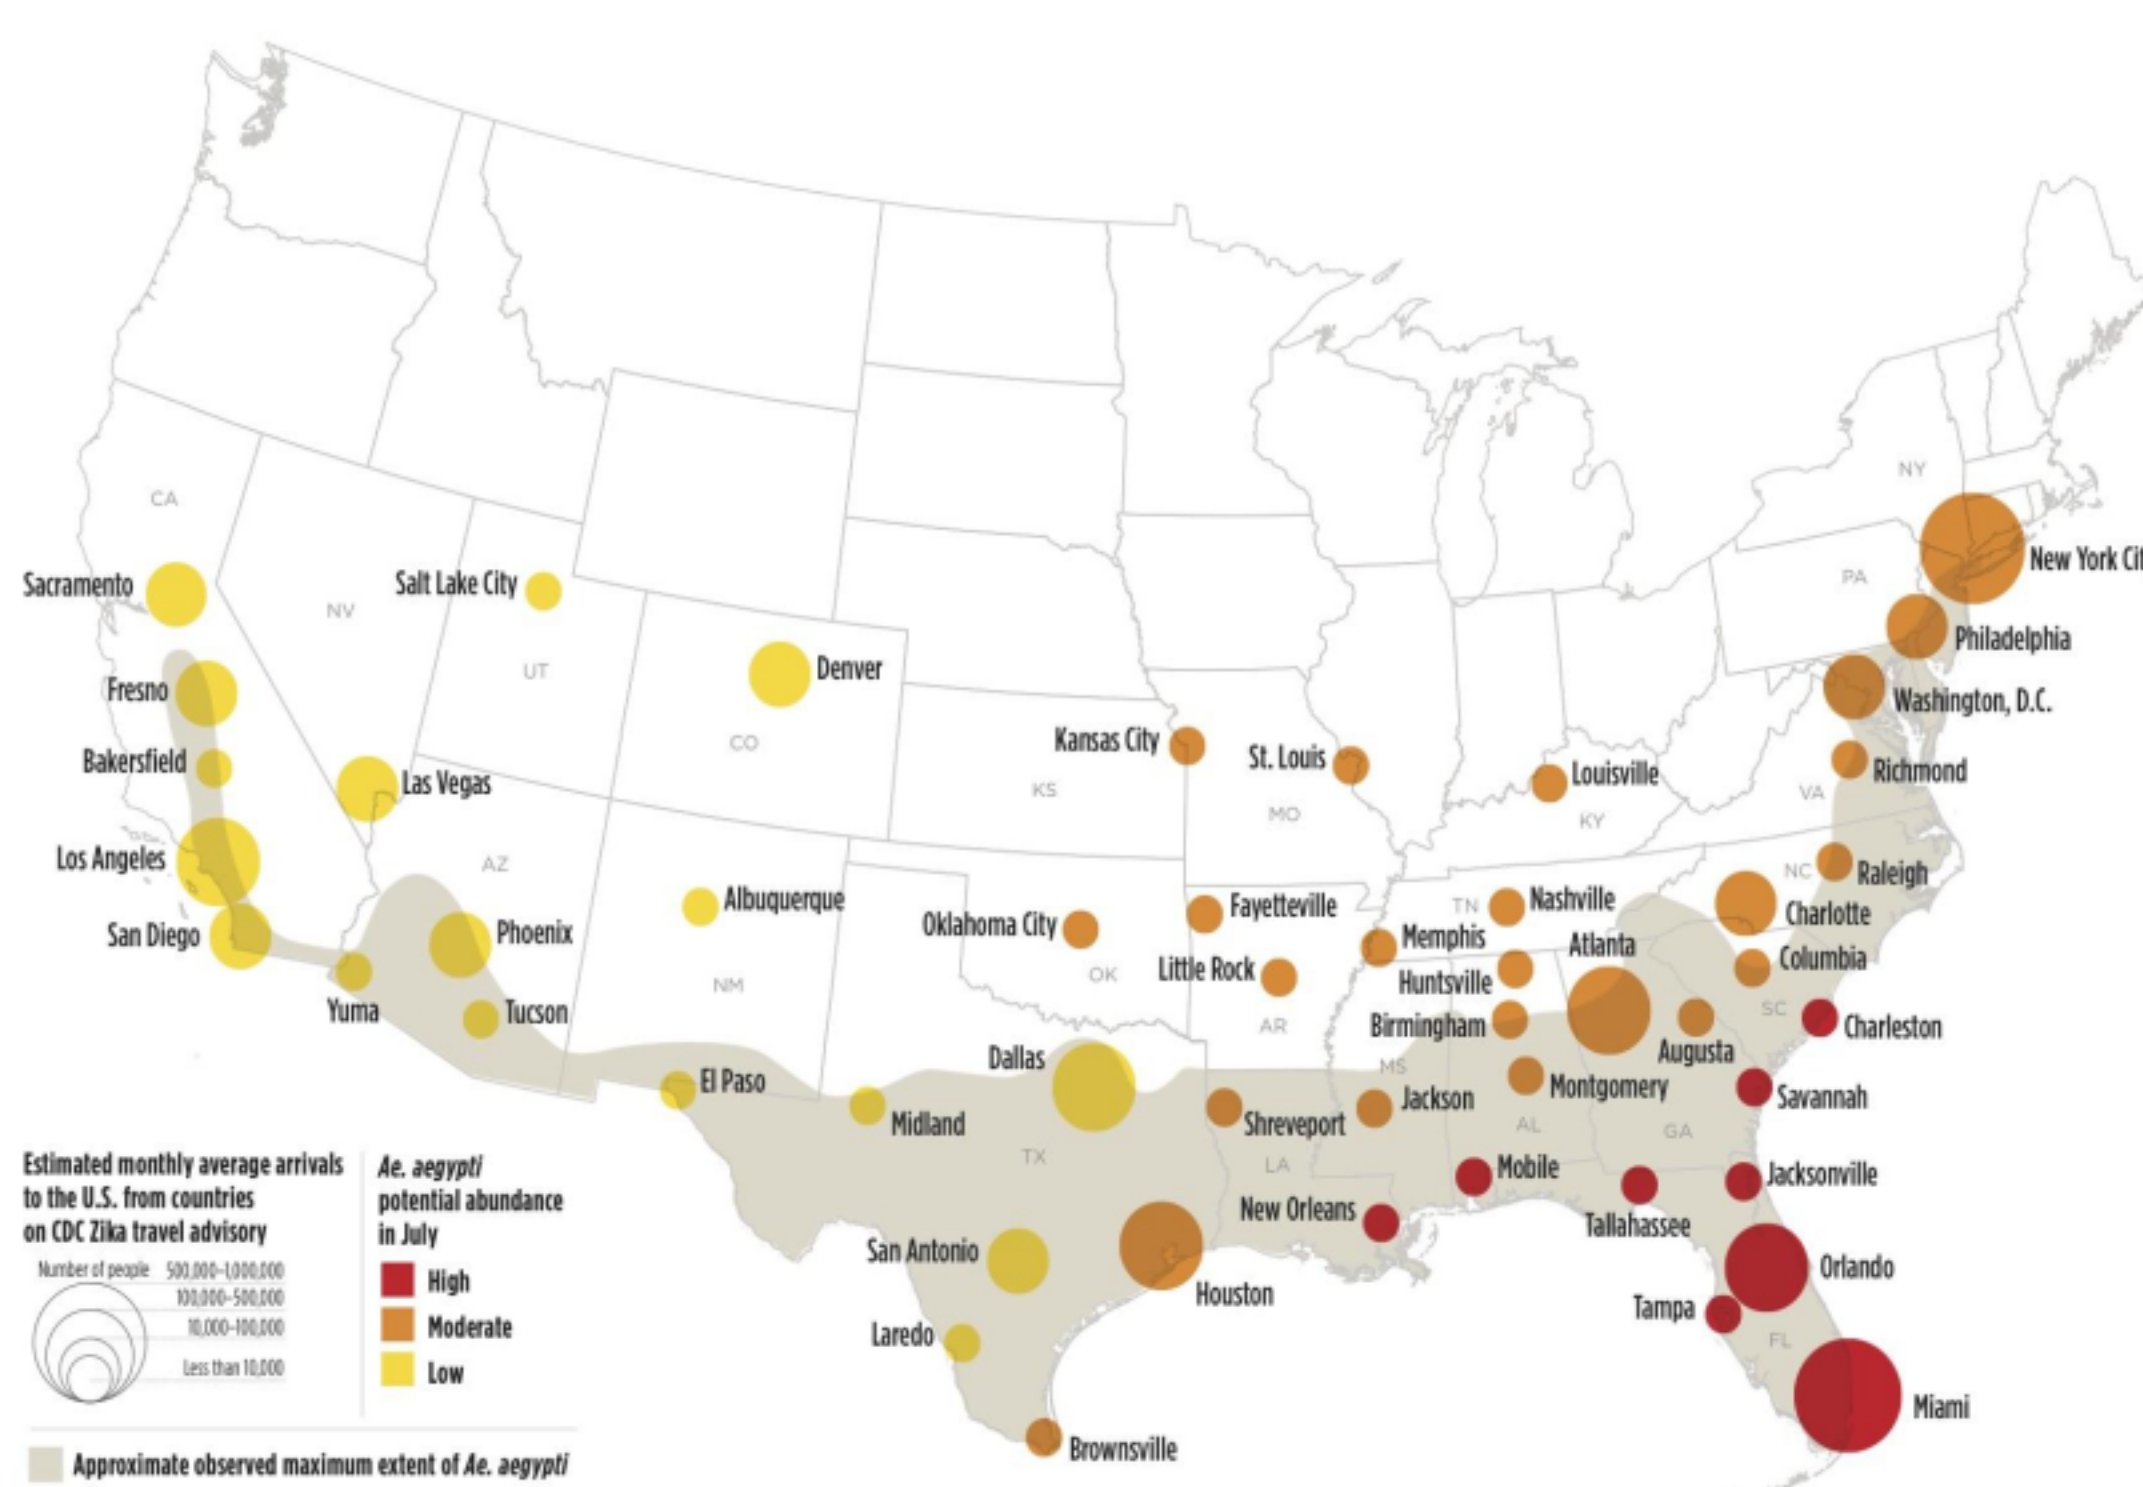 NY
CA
Sacramento
Salt Lake City
New York Cit
PA
NV
Philadelphia
UT
Denver
Fresno
Washington, D.C.
CO
Kansas City
St. Louis
Louisville
Richmond
Bakersfield
Las Vegas
KS
MO
KY
VA
Los Angeles
AZ
NC
Raleigh
Albuquerque
Oklahoma City
Fayetteville
TN
Nashville
Charlotte
San Diego
Phoenix
Memphis
Atlanta
NM
OK
Little Rock
Huntsville
Columbia
Yuma
Tucson
AR
Birmingham
SC
Charleston
Dallas
El Paso
MS
Augusta
Midland
Shreveport
Jackson
Montgomery
Savannah
TX
LA
AL
GA
Mobile
Jacksonville
New Orleans
Tallahassee
San Antonio
Houston
Orlando
Laredo
Tampa
FL
Brownsville
Miami
Estimated monthly average arrivals
to the U.S. from countries
on CDC Zika travel advisory
Number of people
500,000–1,000,000
100,000–500,000
10,000–100,000
Less than 10,000
Ae. aegypti
potential abundance
in July
High
Moderate
Low
Approximate observed maximum extent of Ae. aegypti